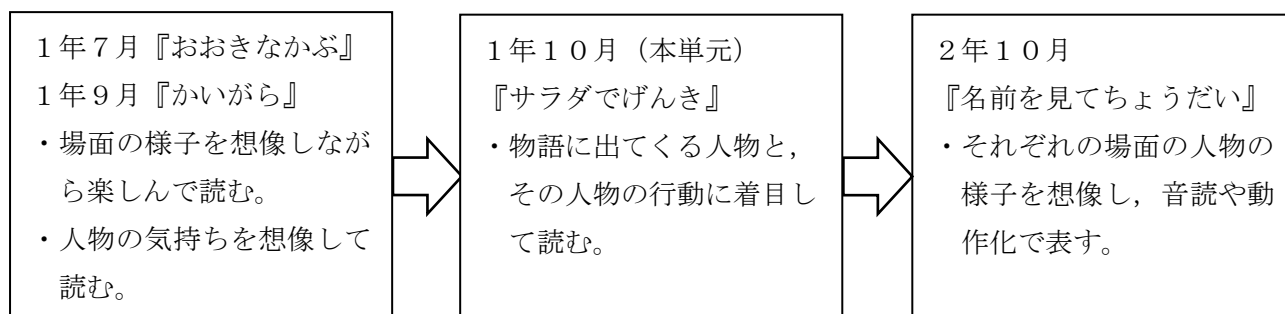 １年７月『おおきなかぶ』
１年９月『かいがら』
・場面の様子を想像しなが
ら楽しんで読む。
・人物の気持ちを想像して
読む。
１年１０月（本単元）
『サラダでげんき』
・物語に出てくる人物と，
その人物の行動に着目し
て読む。
２年１０月
『名前を見てちょうだい』
・それぞれの場面の人物の
様子を想像し，音読や動
作化で表す。